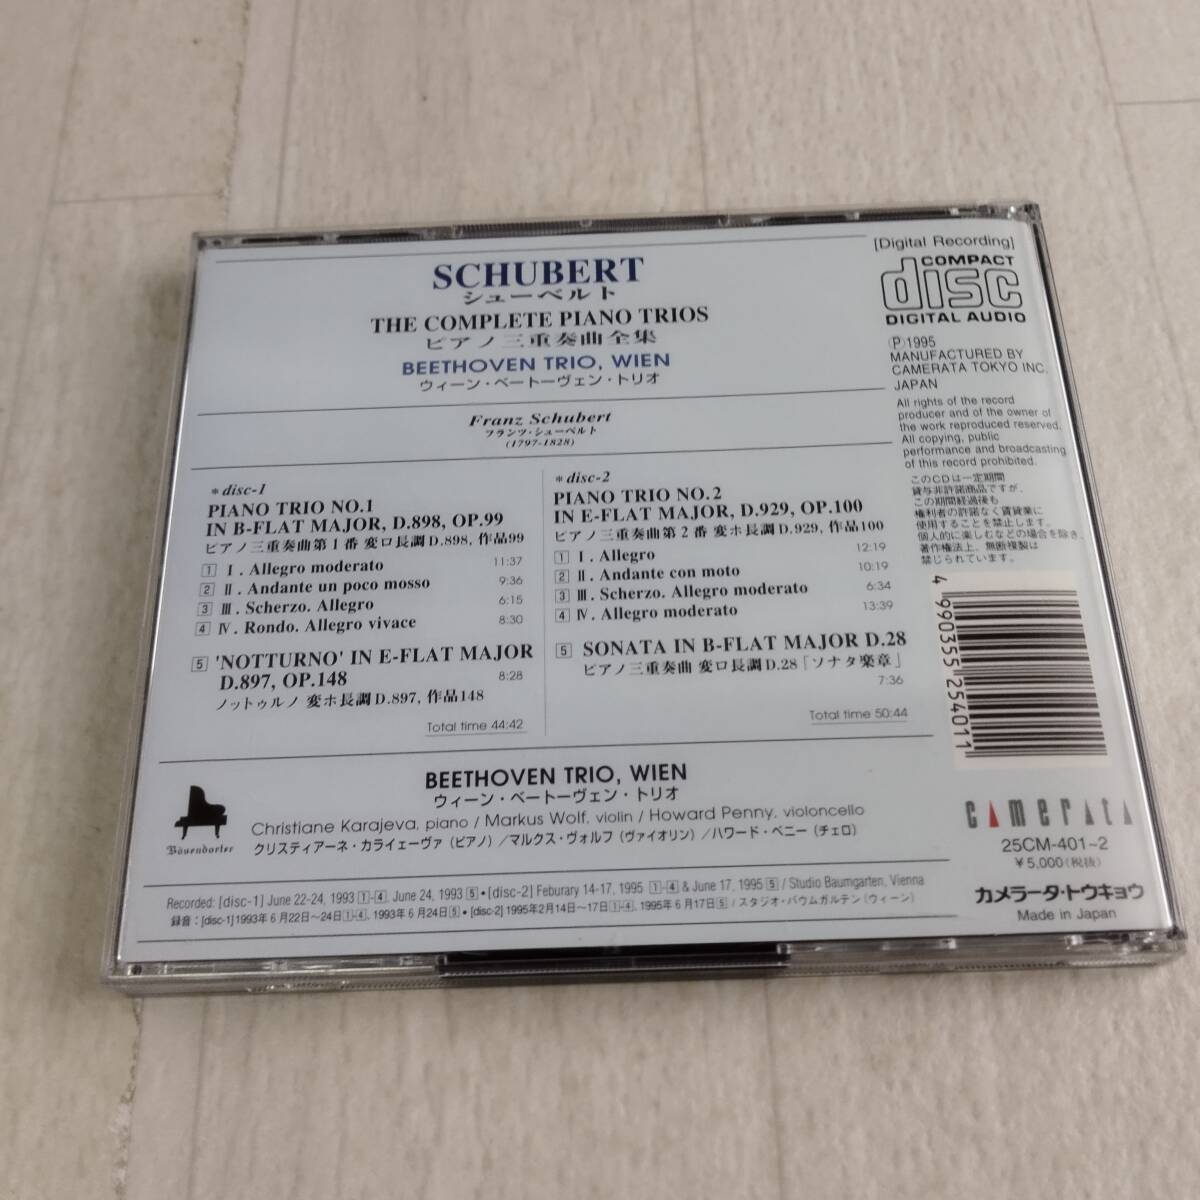 SCHUBERT
シューベルト
THE COMPLETE PIANO TRIOS
ピアノ三重奏曲全集
BEETHOVEN TRIO, WIEN
ウィーン・ベートーヴェン・トリオ
Franz Schubert
フランツ・シューベルト
(1797-1828)
*disc-1
PIANO TRIO NO.1
IN B-FLAT MAJOR, D.898, OP.99
ピアノ三重奏曲第1番 変ロ長調D.898, 作品99
1 Ⅰ. Allegro moderato 11:37
2 Ⅱ. Andante un poco mosso 9:36
3 Ⅲ. Scherzo. Allegro 6:15
4 Ⅳ. Rondo. Allegro vivace 8:30
5 'NOTTURNO' IN E-FLAT MAJOR
D.897, OP.148 8:28
ノットゥルノ 変ホ長調D.897, 作品148
Total time 44:42
*disc-2
PIANO TRIO NO.2
IN E-FLAT MAJOR, D.929, OP.100
ピアノ三重奏曲第2番 変ホ長調D.929, 作品100
1 Ⅰ. Allegro 12:19
2 Ⅱ. Andante con moto 10:19
3 Ⅲ. Scherzo. Allegro moderato 6:34
4 Ⅳ. Allegro moderato 13:39
5 SONATA IN B-FLAT MAJOR D.28
ピアノ三重奏曲 変ロ長調D.28「ソナタ楽章」
7:36
Total time 50:44
Bösendorfer
BEETHOVEN TRIO, WIEN
ウィーン・ベートーヴェン・トリオ
Christiane Karajeva, piano / Markus Wolf, violin / Howard Penny, violoncello
クリスティアーネ・カライェーヴァ(ピアノ)/マルクス・ヴォルフ(ヴァイオリン)/ハワード・ペニー(チェロ)
Recorded: [disc-1] June 22-24, 1993 1-4, June 24, 1993 5 • [disc-2] Feburary 14-17, 1995 1-4 & June 17, 1995 5 / Studio Baumgarten, Vienna
録音：[disc-1]1993年6月22日〜24日1-4, 1993年6月24日5 • [disc-2] 1995年2月14日〜17日1-4, 1995年6月17日5 / スタジオ・バウムガルテン(ウィーン)
[Digital Recording]
COMPACT
disc
DIGITAL AUDIO
Ⓟ1995
MANUFACTURED BY
CAMERATA TOKYO INC.
JAPAN
All rights of the record
producer and of the owner of
the work reproduced reserved.
All copying, public
performance and broadcasting
of this record prohibited.
このCDは一定期間
貸与非許諾商品ですが、
この期間経過後も
権利者の許諾なく賃貸業に
使用することを禁止します。
個人的に楽しむなどの場合を除き、
著作権法上、無断複製は
禁じられています。
4 990355 254011
camerata
25CM-401~2
¥5,000(税抜)
カメラータ・トウキョウ
Made in Japan